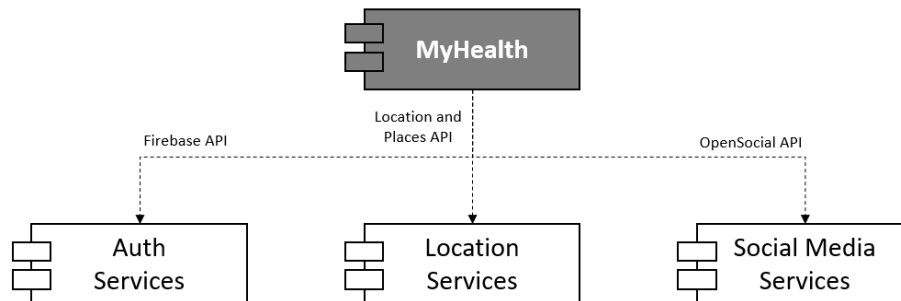 MyHealth
Location and
Places API
Firebase API
OpenSocial API
Auth
Services
Location
Services
Social Media
Services